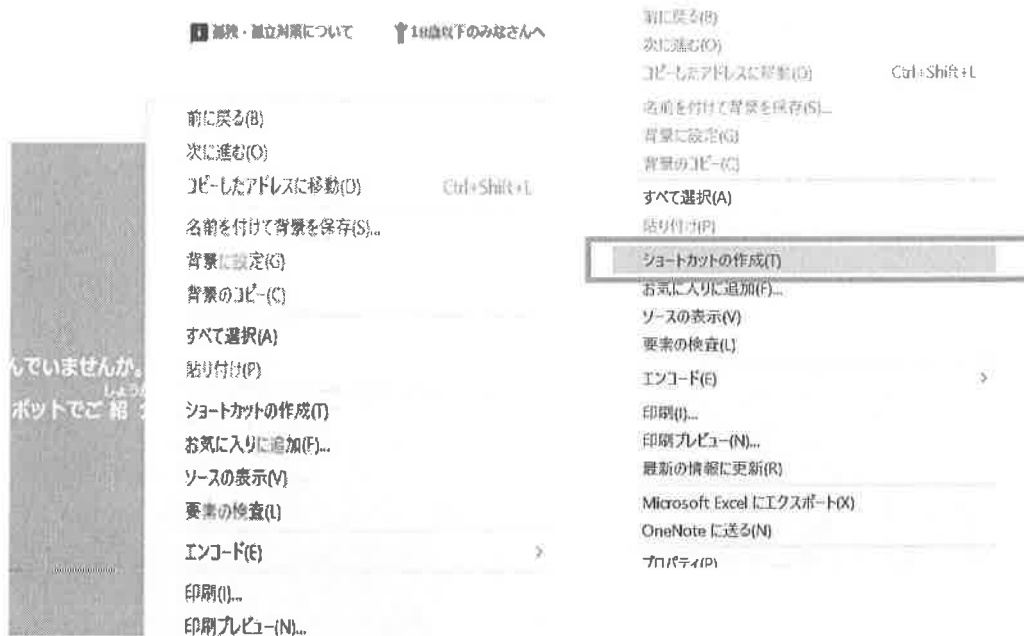 孤独・孤立対策について
18歳以下のみなさんへ
んでいませんが。
しょうか
ボットでご紹
前に戻る(B)
次に進む(O)
コピーしたアドレスに移動(D) Ctrl+Shift+L
名前を付けて背景を保存(S)...
背景に設定(G)
背景のコピー(C)
すべて選択(A)
貼り付け(P)
ショートカットの作成(T)
お気に入りに追加(F)...
ソースの表示(V)
要素の検査(L)
エンコード(E)
印刷(I)...
印刷プレビュー(N)...
前に戻る(B)
次に進む(O)
コピーしたアドレスに移動(D) Ctrl+Shift+L
名前を付けて背景を保存(S)...
背景に設定(G)
背景のコピー(C)
すべて選択(A)
貼り付け(P)
ショートカットの作成(T)
お気に入りに追加(F)...
ソースの表示(V)
要素の検査(L)
エンコード(E)
印刷(I)...
印刷プレビュー(N)...
最新の情報に更新(R)
Microsoft Excel にエクスポート(X)
OneNote に送る(N)
プロパティ(P)